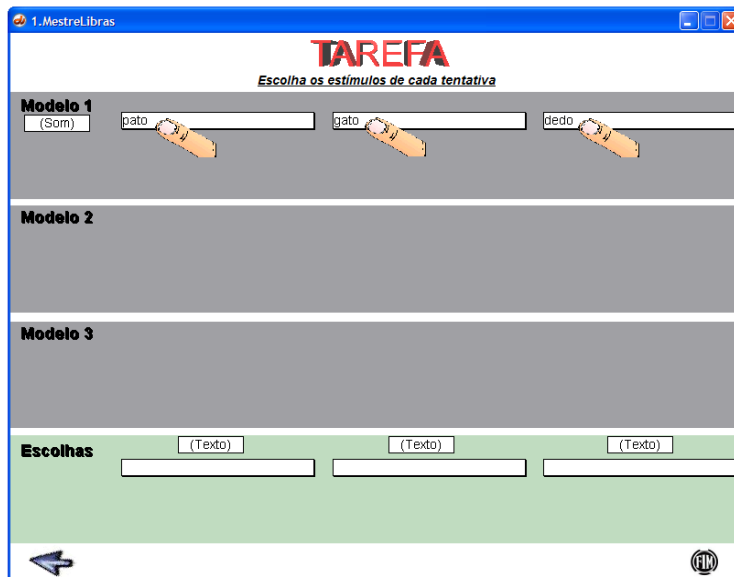 1.MestreLibras
TAREFA
Escolha os estímulos de cada tentativa
Modelo 1
(Som)
pato gato dedo
Modelo 2
Modelo 3
Escolhas
(Texto) (Texto) (Texto)
FIM